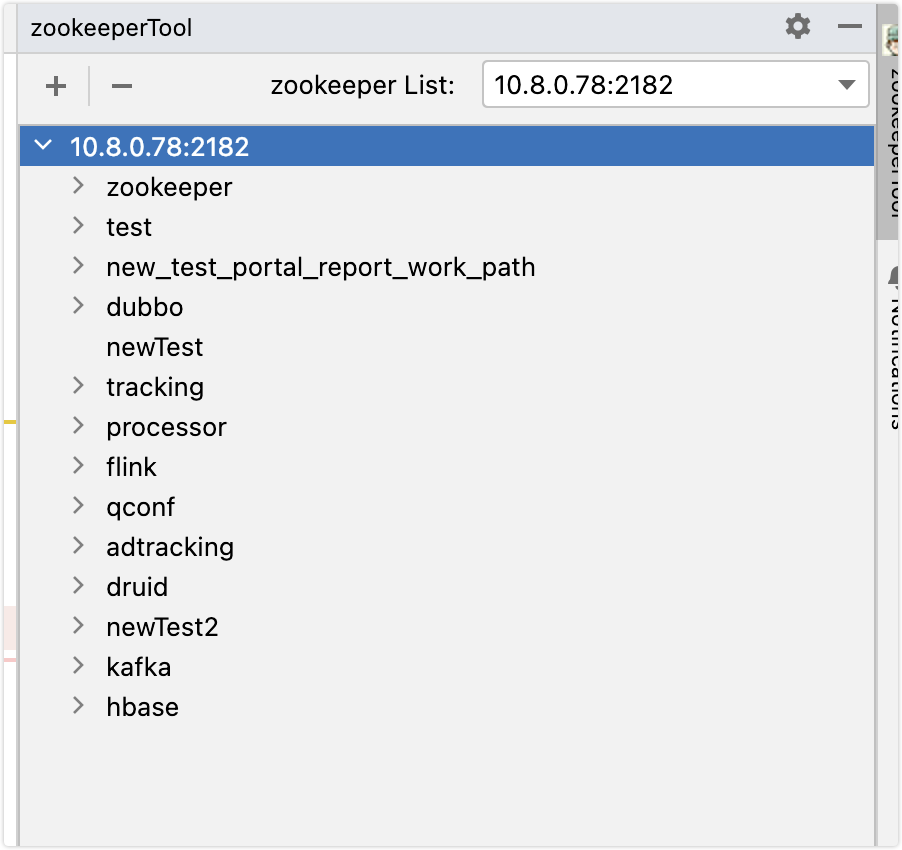 zookeeperTool
zookeeper List: 10.8.0.78:2182
10.8.0.78:2182
zookeeper
test
new_test_portal_report_work_path
dubbo
newTest
tracking
processor
flink
qconf
adtracking
druid
newTest2
kafka
hbase
zookeeperTool
Notifications